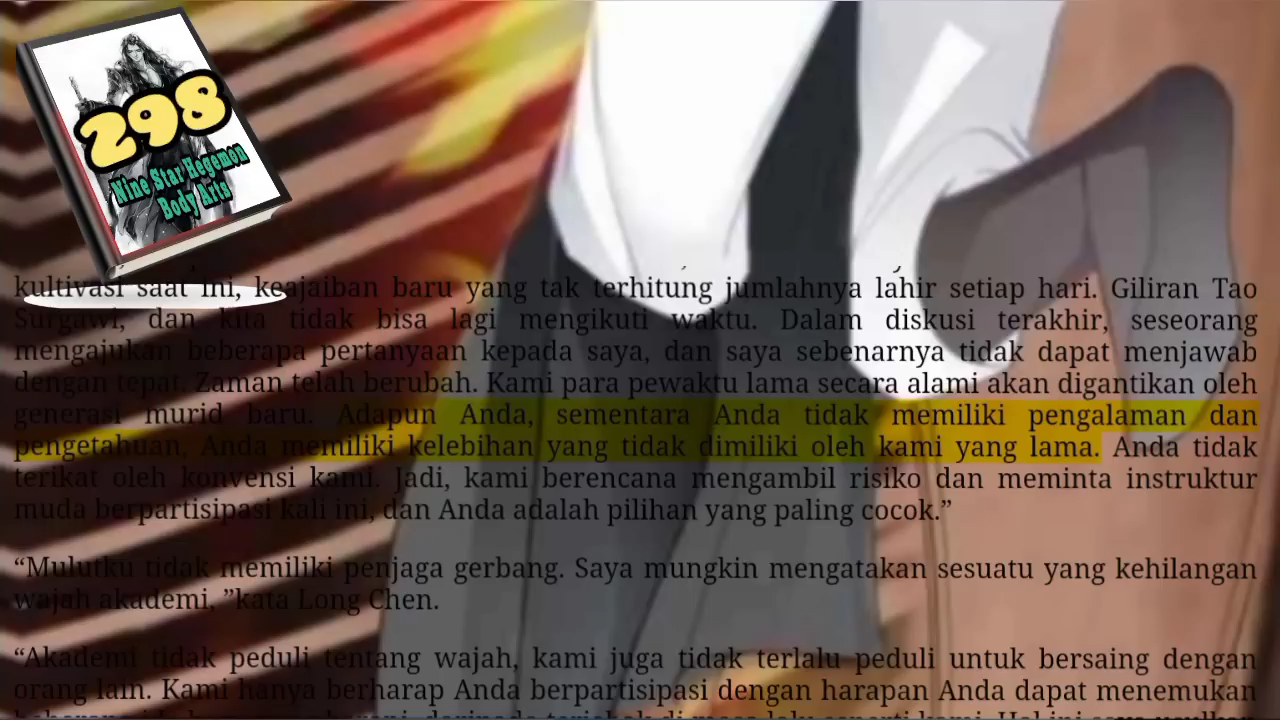 298
Nine Star Hegemon
Body Arts
kultivasi saat ini, keajaiban baru yang tak terhitung jumlahnya lahir setiap hari. Giliran Tao
Surgawi, dan kita tidak bisa lagi mengikuti waktu. Dalam diskusi terakhir, seseorang
mengajukan beberapa pertanyaan kepada saya, dan saya sebenarnya tidak dapat menjawab
dengan tepat. Zaman telah berubah. Kami para pewaktu lama secara alami akan digantikan oleh
generasi murid baru. Adapun Anda, sementara Anda tidak memiliki pengalaman dan
pengetahuan, Anda memiliki kelebihan yang tidak dimiliki oleh kami yang lama. Anda tidak
terikat oleh konvensi kami. Jadi, kami berencana mengambil risiko dan meminta instruktur
muda berpartisipasi kali ini, dan Anda adalah pilihan yang paling cocok.”
“Mulutku tidak memiliki penjaga gerbang. Saya mungkin mengatakan sesuatu yang kehilangan
wajah akademi, ”kata Long Chen.
“Akademi tidak peduli tentang wajah, kami juga tidak terlalu peduli untuk bersaing dengan
orang lain. Kami hanya berharap Anda berpartisipasi dengan harapan Anda dapat menemukan